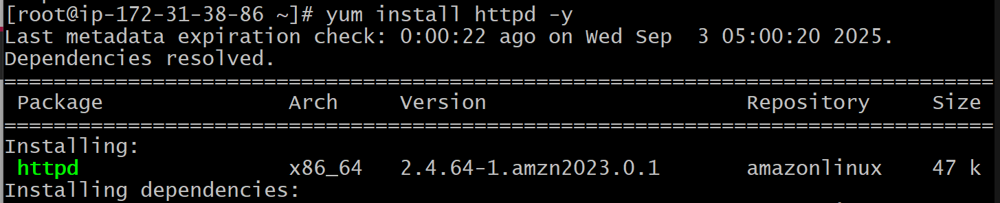 [root@ip-172-31-38-86 ~]# yum install httpd -y
Last metadata expiration check: 0:00:22 ago on Wed Sep  3 05:00:20 2025.
Dependencies resolved.
================================================================================
 Package               Arch     Version                     Repository     Size
================================================================================
Installing:
 httpd                 x86_64   2.4.64-1.amzn2023.0.1       amazonlinux    47 k
Installing dependencies: